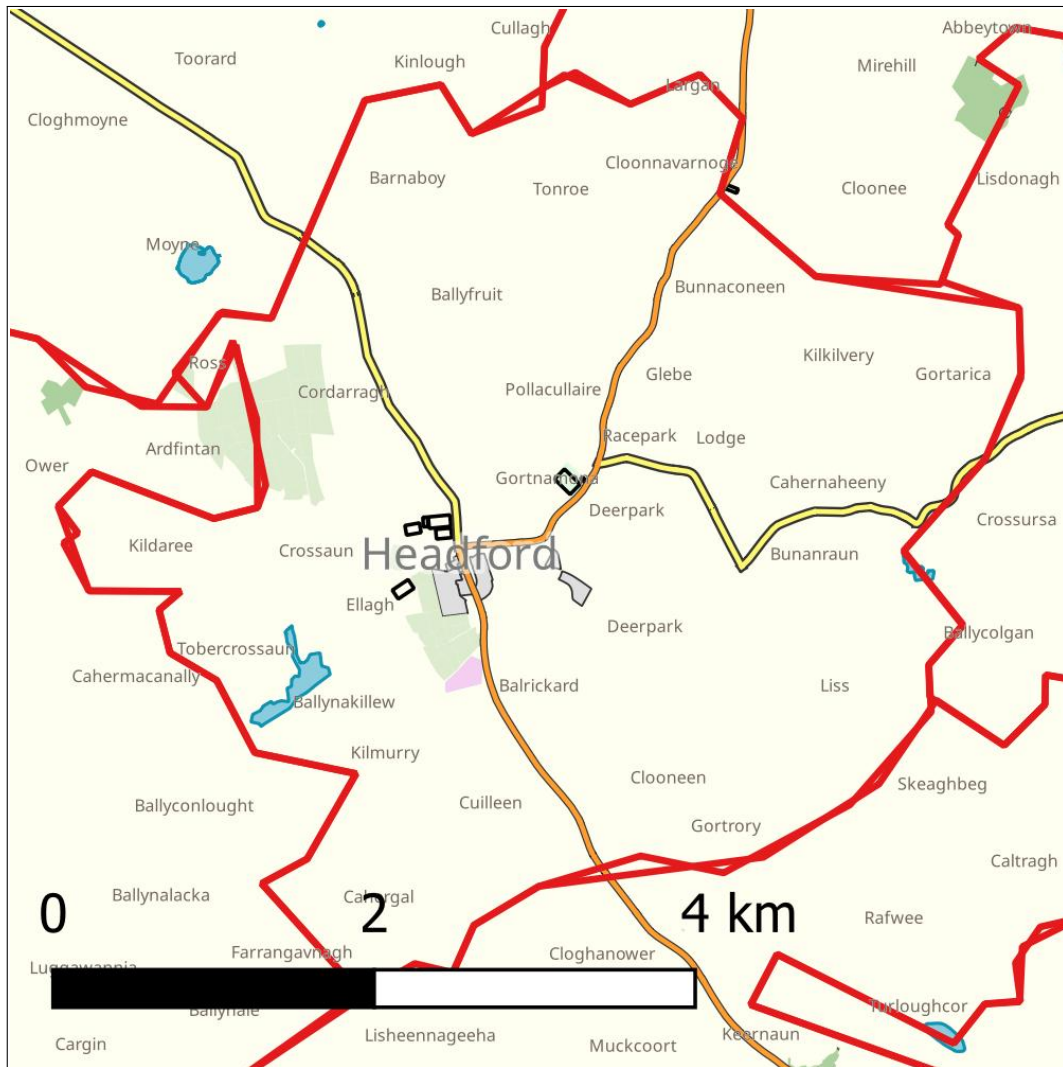 Cullagh
Abbeytown
Toorard
Kinlough
Mirehill
Largan
Cloghmoyne
Cloonnavarnoge
Barnaboy
Tonroe
Cloonee
Lisdonagh
Moyne
Ballyfruit
Bunnaconeen
Ross
Kilkilvery
Cordarragh
Pollacullaire
Glebe
Gortarica
Racepark
Lodge
Ardfintan
Ower
Gortnamona
Cahernaheeny
Deerpark
Crossursa
Kildaree
Crossaun
Headford
Bunanraun
Ellagh
Deerpark
Ballycolgan
Tobercrossaun
Cahermacanally
Balrickard
Liss
Ballynakillew
Kilmurry
Clooneen
Skeaghbeg
Ballyconlought
Cuilleen
Gortrory
Caltragh
Ballynalacka
Cahergal
0 2 4 km
Rafwee
Farrangavnagh
Cloghanower
Luggawannia
Turloughcor
Ballyhale
Lisheennageeha
Keernaun
Cargin
Muckcoort